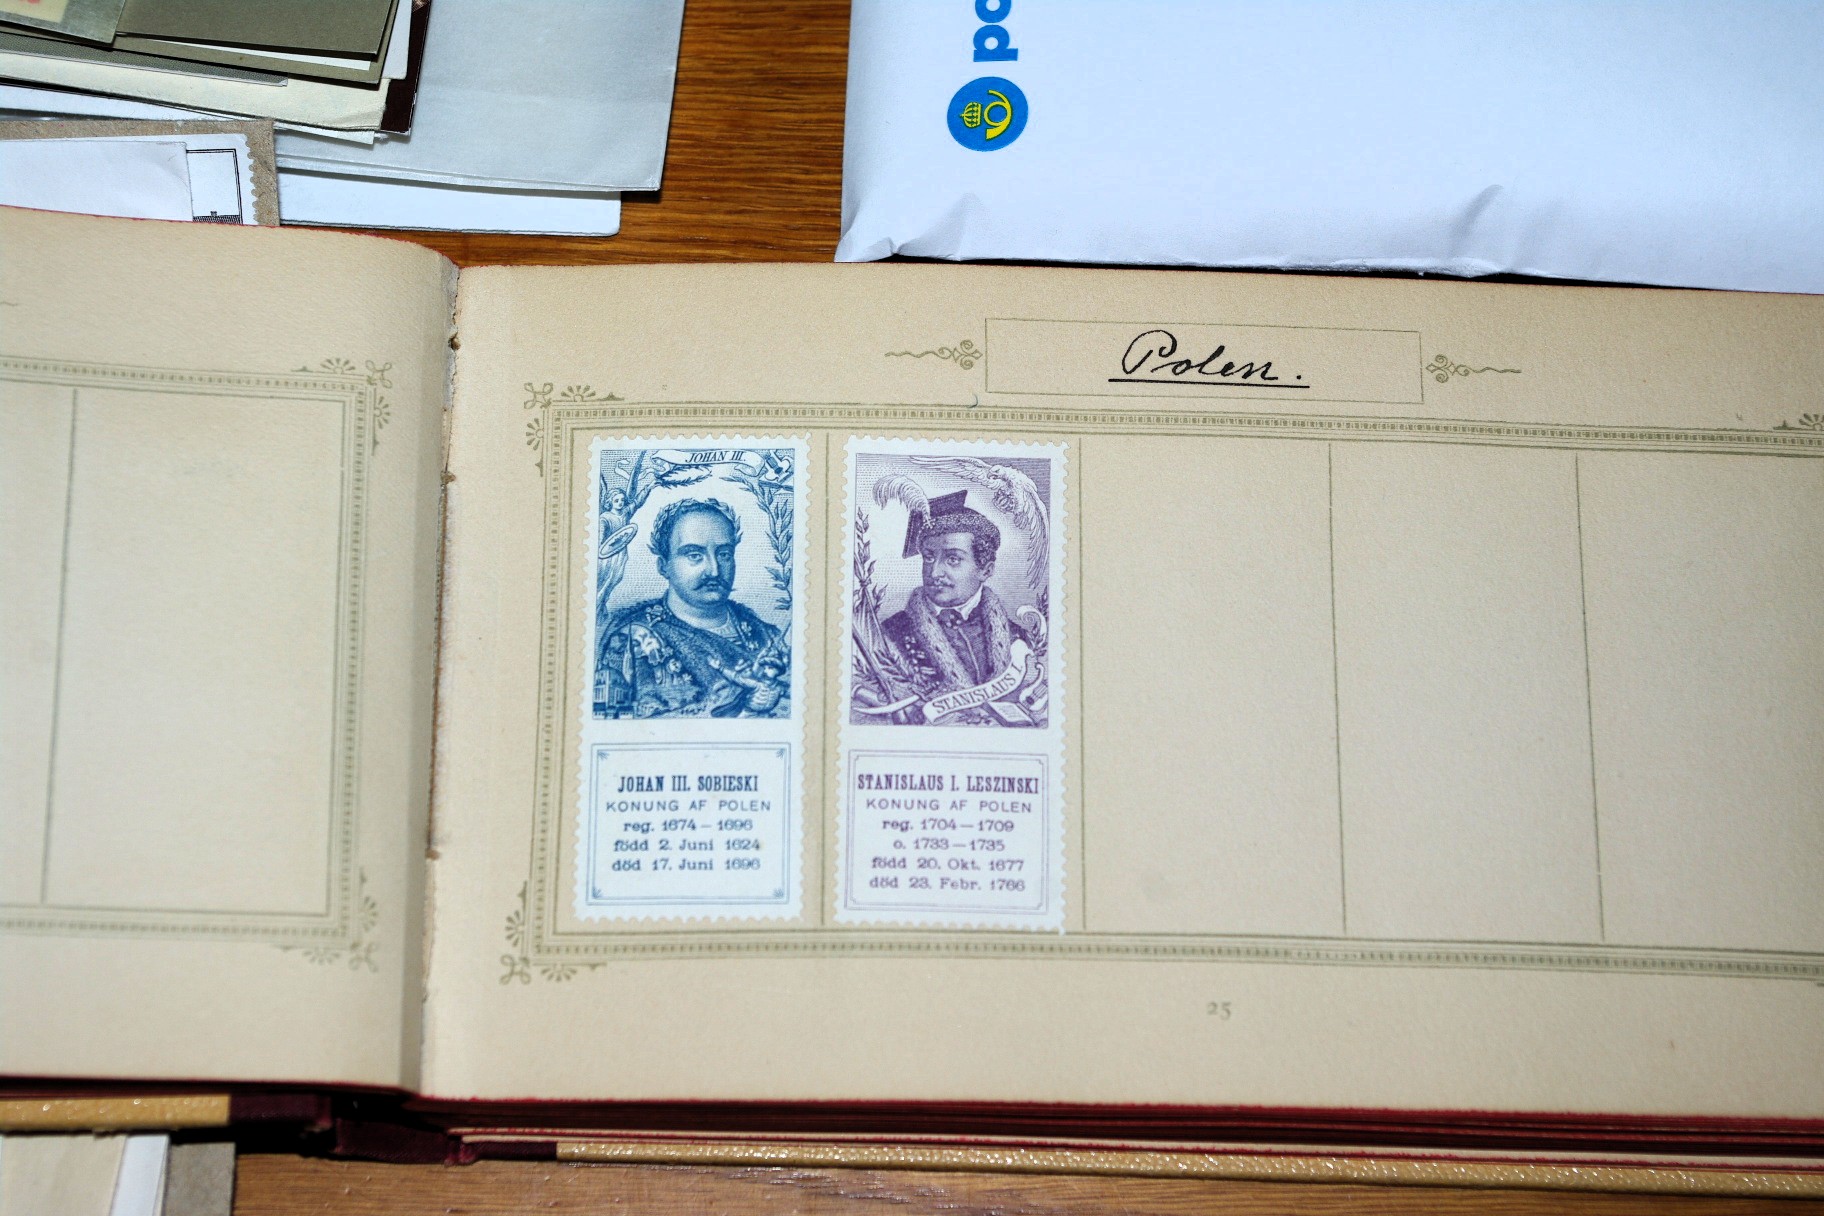 po
Polen.
JOHAN III.
JOHAN III. SOBIESKI
KONUNG AF POLEN
reg. 1674 – 1696
född 2. Juni 1624
död 17. Juni 1696
STANISLAUS I.
STANISLAUS I. LESZINSKI
KONUNG AF POLEN
reg. 1704 – 1709
o. 1733 – 1735
född 20. Okt. 1677
död 23. Febr. 1766
25